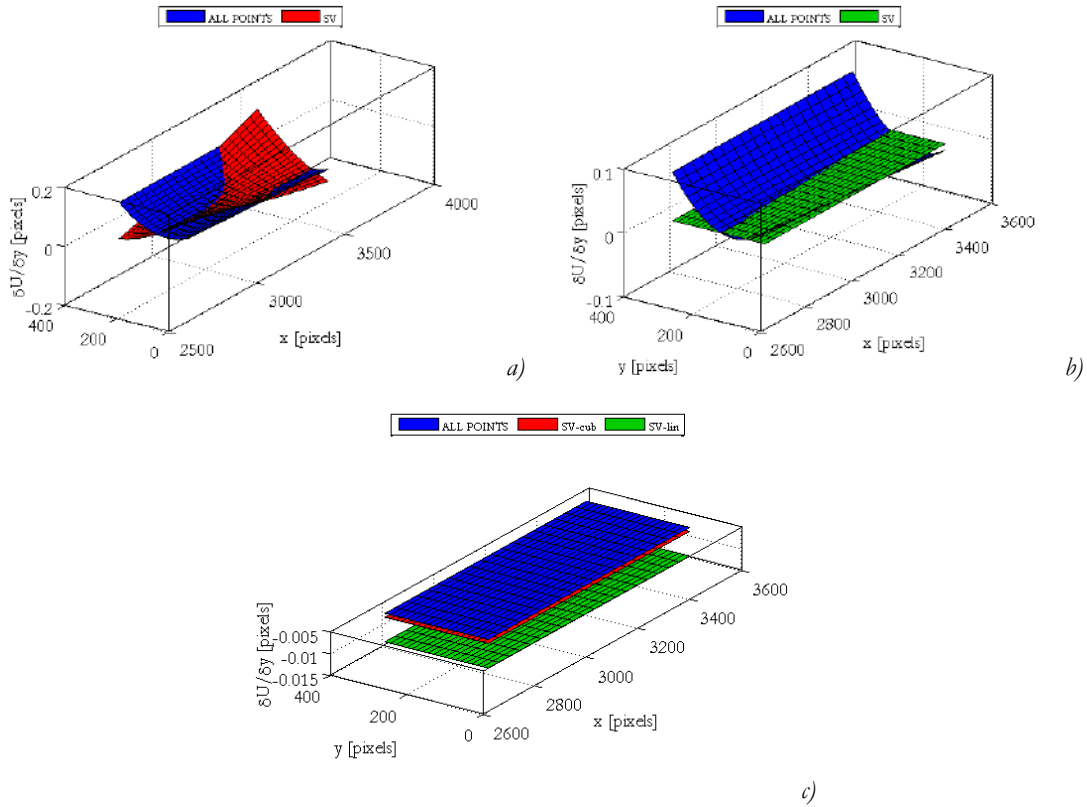 ALL POINTS SV
0.2
0
-0.2
δU/δy [pixels]
400
200
0
2500
3000
3500
4000
x [pixels]
a)
ALL POINTS SV
0.1
0
-0.1
δU/δy [pixels]
400
200
0
y [pixels]
2600
2800
3000
3200
3400
3600
x [pixels]
b)
ALL POINTS SV-cub SV-lin
-0.005
-0.01
-0.015
δU/δy [pixels]
400
200
0
y [pixels]
2600
2800
3000
3200
3400
3600
x [pixels]
c)